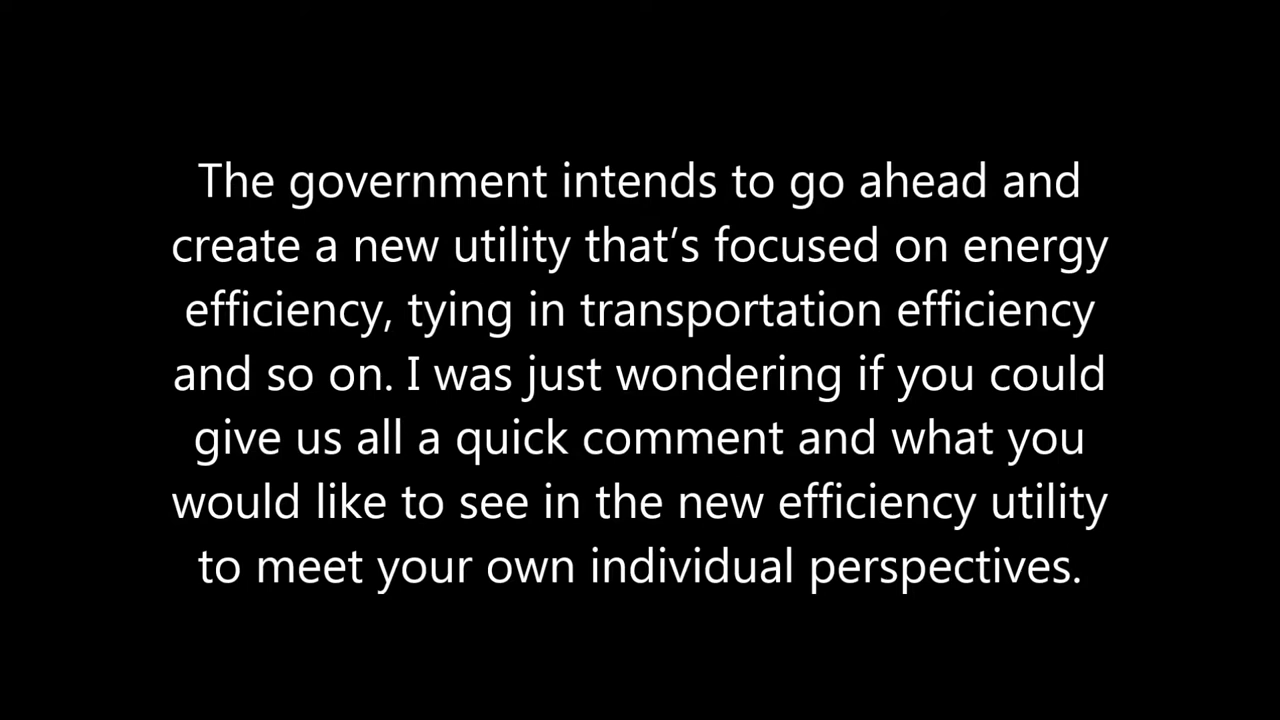 The government intends to go ahead and
create a new utility that’s focused on energy
efficiency, tying in transportation efficiency
and so on. I was just wondering if you could
give us all a quick comment and what you
would like to see in the new efficiency utility
to meet your own individual perspectives.